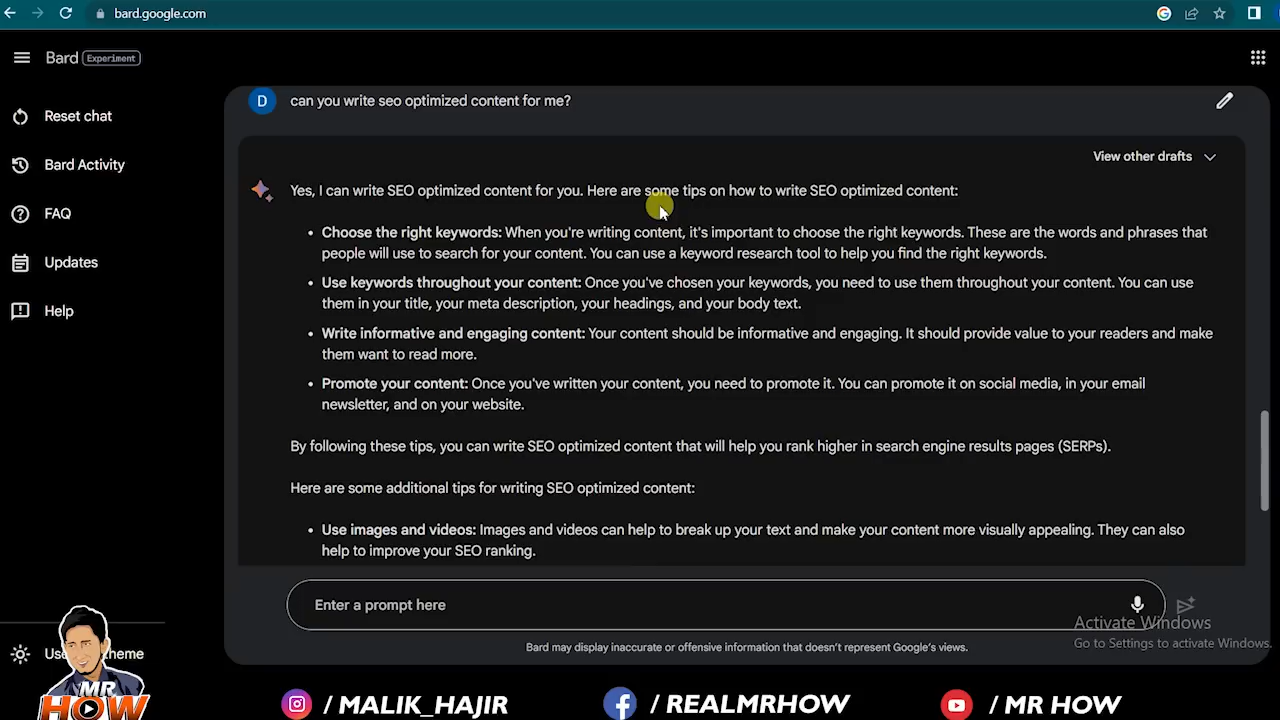 bard.google.com
Bard Experiment
Reset chat
Bard Activity
FAQ
Updates
Help
D
can you write seo optimized content for me?
View other drafts
Yes, I can write SEO optimized content for you. Here are some tips on how to write SEO optimized content:
• Choose the right keywords: When you're writing content, it's important to choose the right keywords. These are the words and phrases that
people will use to search for your content. You can use a keyword research tool to help you find the right keywords.
• Use keywords throughout your content: Once you've chosen your keywords, you need to use them throughout your content. You can use
them in your title, your meta description, your headings, and your body text.
• Write informative and engaging content: Your content should be informative and engaging. It should provide value to your readers and make
them want to read more.
• Promote your content: Once you've written your content, you need to promote it. You can promote it on social media, in your email
newsletter, and on your website.
By following these tips, you can write SEO optimized content that will help you rank higher in search engine results pages (SERPs).
Here are some additional tips for writing SEO optimized content:
• Use images and videos: Images and videos can help to break up your text and make your content more visually appealing. They can also
help to improve your SEO ranking.
Enter a prompt here
Activate Windows
Go to Settings to activate Windows.
Bard may display inaccurate or offensive information that doesn't represent Google's views.
MR
HOW
/ MALIK_HAJIR
/ REALMRHOW
/ MR HOW